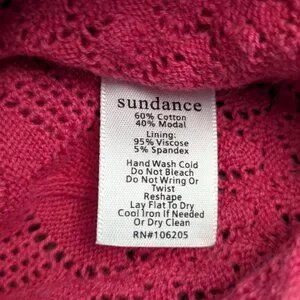 sundance
60% Cotton
40% Modal
Lining:
95% Viscose
5% Spandex
Hand Wash Cold
Do Not Bleach
Do Not Wring Or
Twist
Reshape
Lay Flat To Dry
Cool Iron If Needed
Or Dry Clean
RN#106205